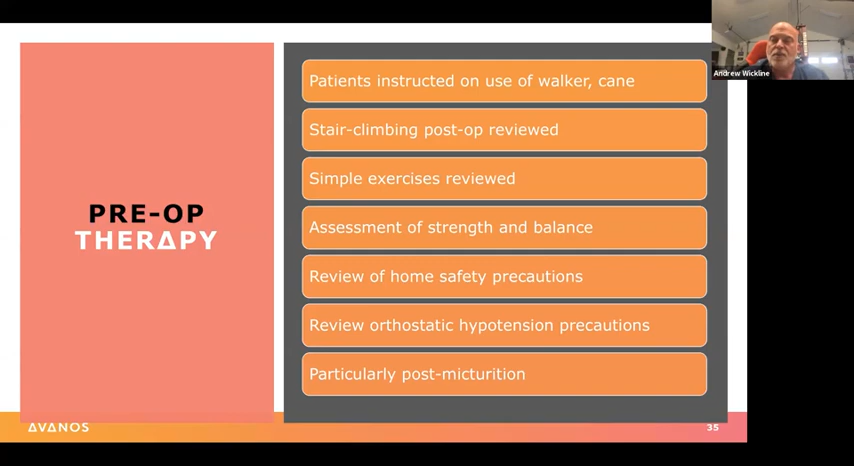 Andrew Wickline
PRE-OP
THERΔPY
Patients instructed on use of walker, cane
Stair-climbing post-op reviewed
Simple exercises reviewed
Assessment of strength and balance
Review of home safety precautions
Review orthostatic hypotension precautions
Particularly post-micturition
ΔVΔNOS
35